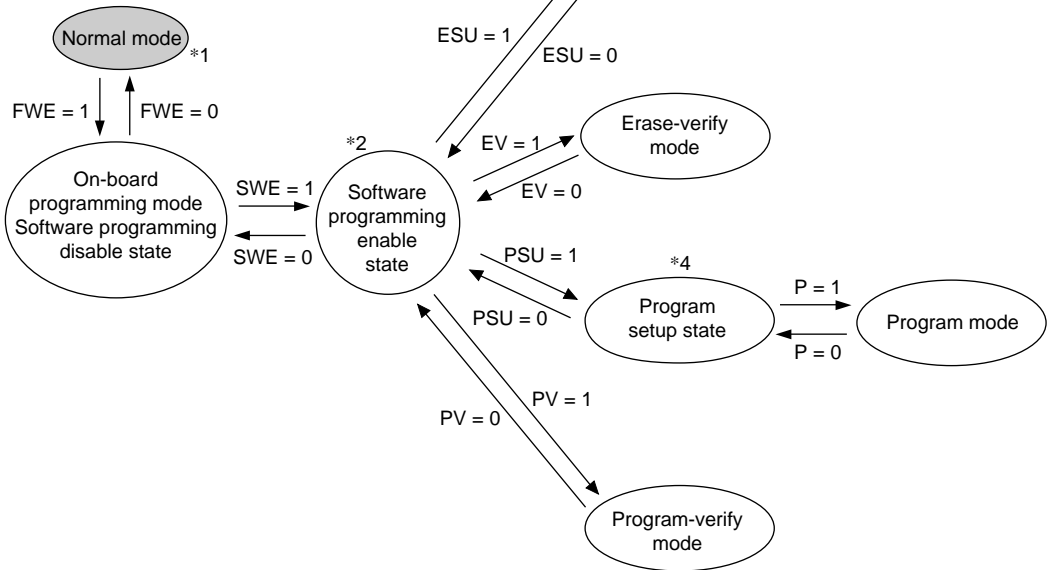 Normal mode
*1
ESU = 1
ESU = 0
FWE = 1
FWE = 0
Erase-verify
mode
*2
EV = 1
EV = 0
On-board
programming mode
Software programming
disable state
SWE = 1
SWE = 0
Software
programming
enable
state
PSU = 1
PSU = 0
*4
Program
setup state
P = 1
P = 0
Program mode
PV = 1
PV = 0
Program-verify
mode